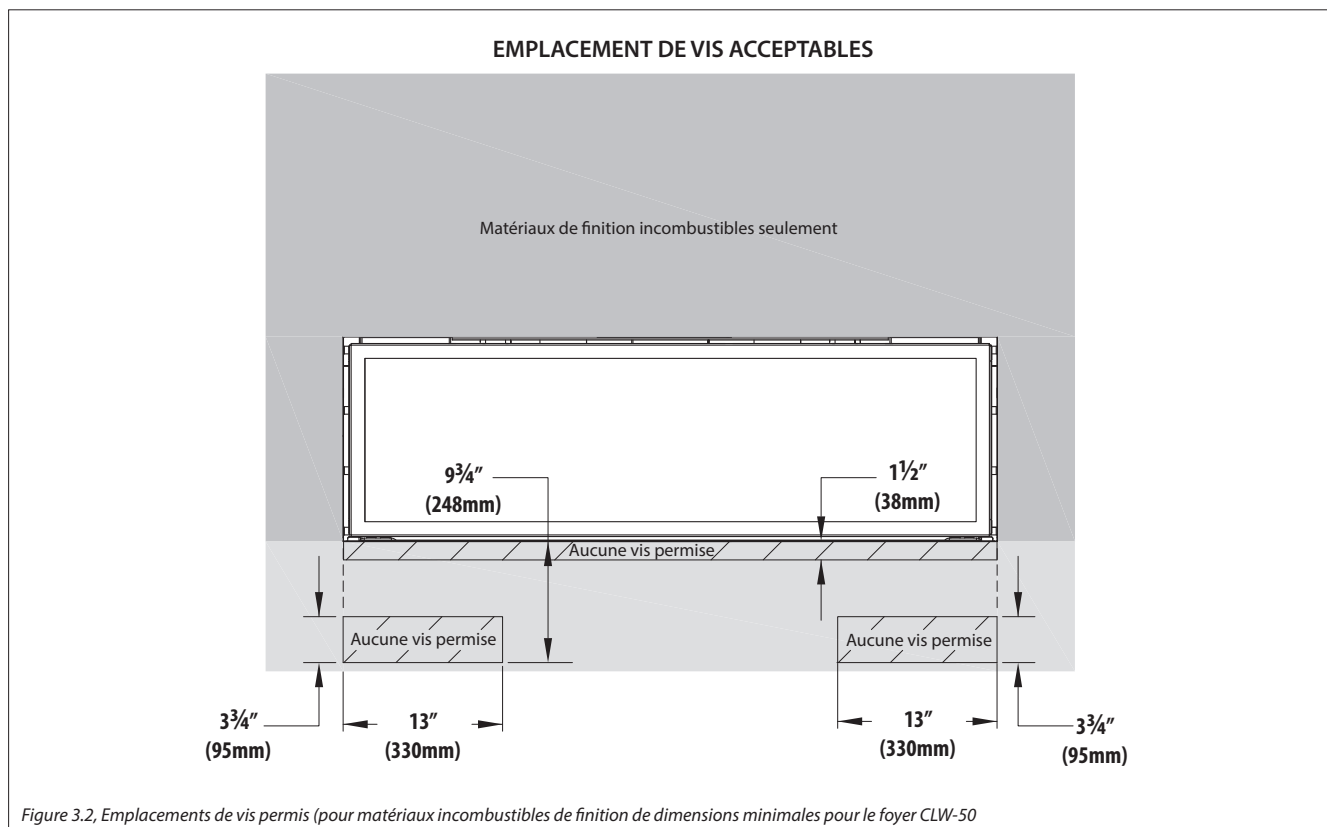 EMPLACEMENT DE VIS ACCEPTABLES
Matériaux de finition incombustibles seulement
9¾"
(248mm)
1½"
(38mm)
Aucune vis permise
Aucune vis permise
Aucune vis permise
3¾"
(95mm)
13"
(330mm)
13"
(330mm)
3¾"
(95mm)
Figure 3.2, Emplacements de vis permis (pour matériaux incombustibles de finition de dimensions minimales pour le foyer CLW-50